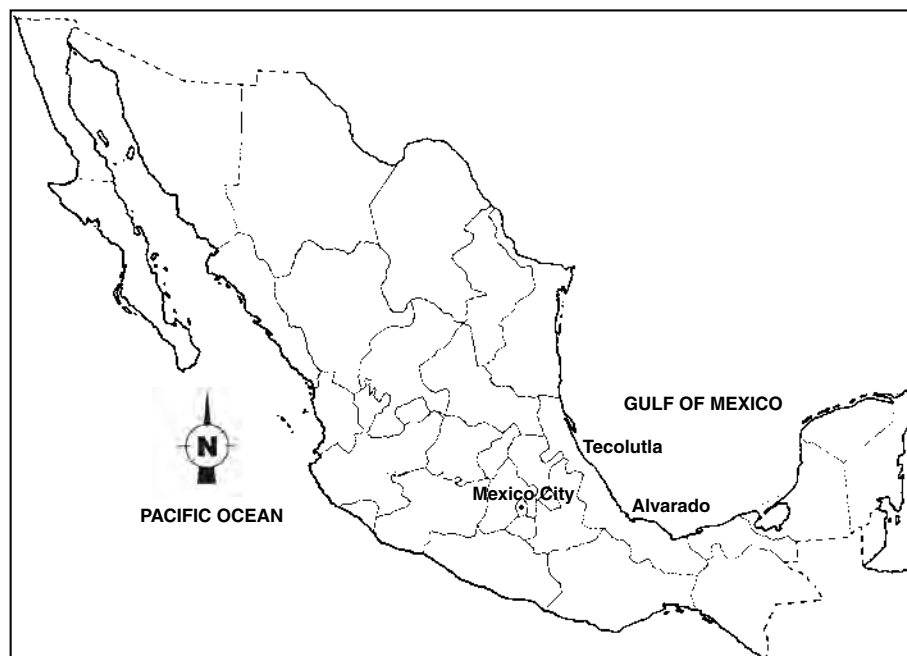 GULF OF MEXICO
Tecolutla
N
Mexico City
Alvarado
PACIFIC OCEAN